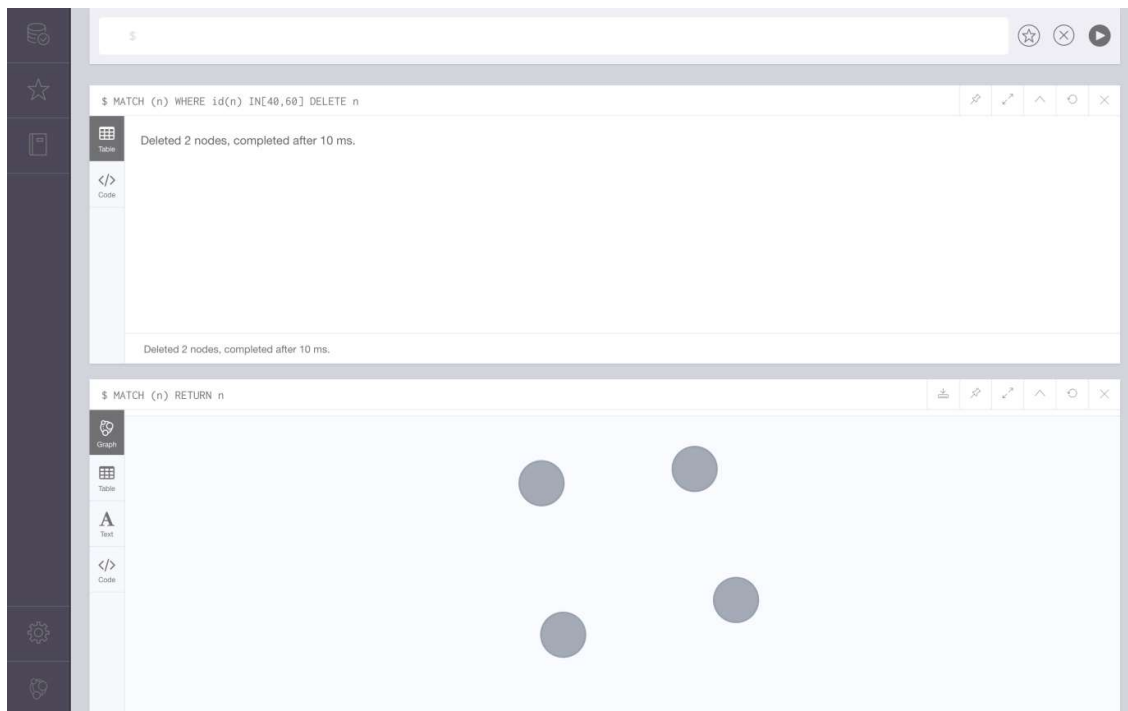 $
$ MATCH (n) WHERE id(n) IN[40,60] DELETE n
Table
Deleted 2 nodes, completed after 10 ms.
</> Code
Deleted 2 nodes, completed after 10 ms.
$ MATCH (n) RETURN n
Graph
Table
A Text
</> Code